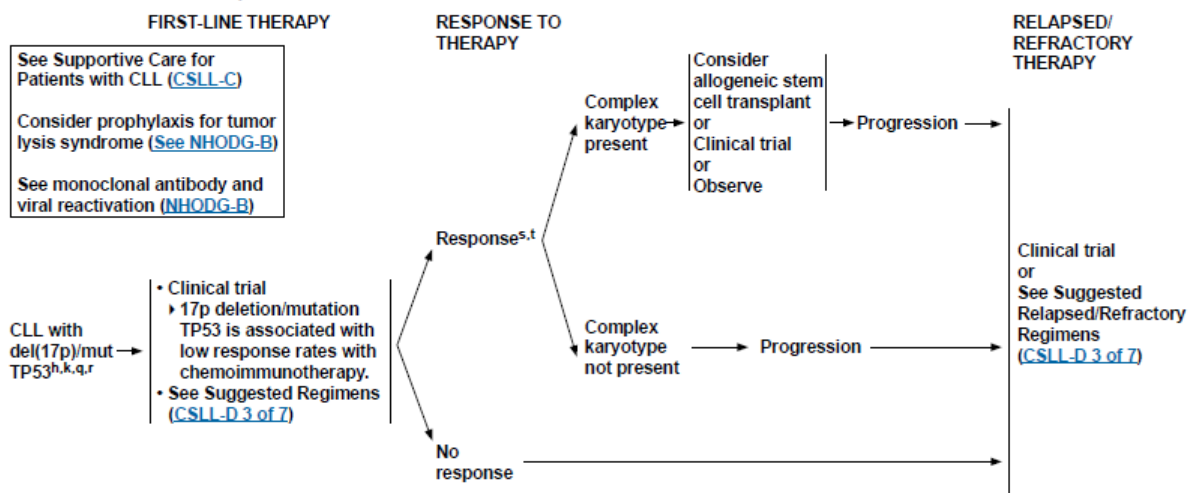 FIRST-LINE THERAPY
RESPONSE TO
THERAPY
RELAPSED/
REFRACTORY
THERAPY
See Supportive Care for
Patients with CLL (CSLL-C)
Consider prophylaxis for tumor
lysis syndrome (See NHODG-B)
See monoclonal antibody and
viral reactivation (NHODG-B)
CLL with
del(17p)/mut
TP53h,k,q,r
• Clinical trial
▸ 17p deletion/mutation
TP53 is associated with
low response rates with
chemoimmunotherapy.
• See Suggested Regimens
(CSLL-D 3 of 7)
Responses,t
No
response
Complex
karyotype
present
Consider
allogeneic stem
cell transplant
or
Clinical trial
or
Observe
Progression
Complex
karyotype
not present
Progression
Clinical trial
or
See Suggested
Relapsed/Refractory
Regimens
(CSLL-D 3 of 7)